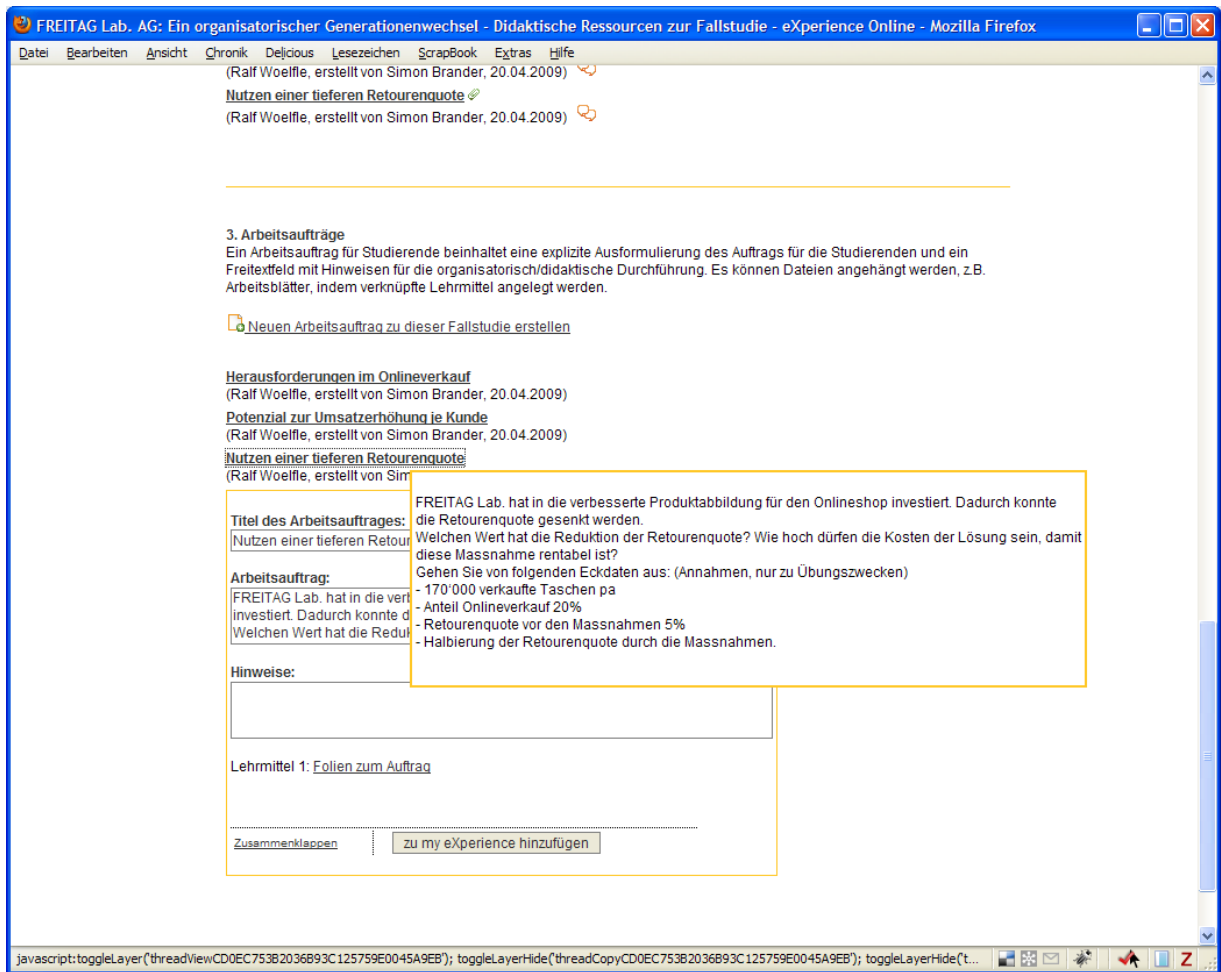 FREITAG Lab. AG: Ein organisatorischer Generationenwechsel - Didaktische Ressourcen zur Fallstudie - eXperience Online - Mozilla Firefox
Datei Bearbeiten Ansicht Chronik Delicious Lesezeichen ScrapBook Extras Hilfe
(Ralf Woelfle, erstellt von Simon Brander, 20.04.2009)
Nutzen einer tieferen Retourenquote
(Ralf Woelfle, erstellt von Simon Brander, 20.04.2009)
3. Arbeitsaufträge
Ein Arbeitsauftrag für Studierende beinhaltet eine explizite Ausformulierung des Auftrags für die Studierenden und ein
Freitextfeld mit Hinweisen für die organisatorisch/didaktische Durchführung. Es können Dateien angehängt werden, z.B.
Arbeitsblätter, indem verknüpfte Lehrmittel angelegt werden.
Neuen Arbeitsauftrag zu dieser Fallstudie erstellen
Herausforderungen im Onlineverkauf
(Ralf Woelfle, erstellt von Simon Brander, 20.04.2009)
Potenzial zur Umsatzerhöhung je Kunde
(Ralf Woelfle, erstellt von Simon Brander, 20.04.2009)
Nutzen einer tieferen Retourenquote
(Ralf Woelfle, erstellt von Sim
FREITAG Lab. hat in die verbesserte Produktabbildung für den Onlineshop investiert. Dadurch konnte
die Retourenquote gesenkt werden.
Welchen Wert hat die Reduktion der Retourenquote? Wie hoch dürfen die Kosten der Lösung sein, damit
diese Massnahme rentabel ist?
Gehen Sie von folgenden Eckdaten aus: (Annahmen, nur zu Übungszwecken)
- 170'000 verkaufte Taschen pa
- Anteil Onlineverkauf 20%
- Retourenquote vor den Massnahmen 5%
- Halbierung der Retourenquote durch die Massnahmen.
Titel des Arbeitsauftrages:
Nutzen einer tieferen Retour
Arbeitsauftrag:
FREITAG Lab. hat in die verb
investiert. Dadurch konnte d
Welchen Wert hat die Reduk
Hinweise:
Lehrmittel 1: Folien zum Auftrag
Zusammenklappen zu my eXperience hinzufügen
javascript:toggleLayer('threadViewCD0EC753B2036B93C125759E0045A9EB'); toggleLayerHide('threadCopyCD0EC753B2036B93C125759E0045A9EB'); toggleLayerHide('t... Z